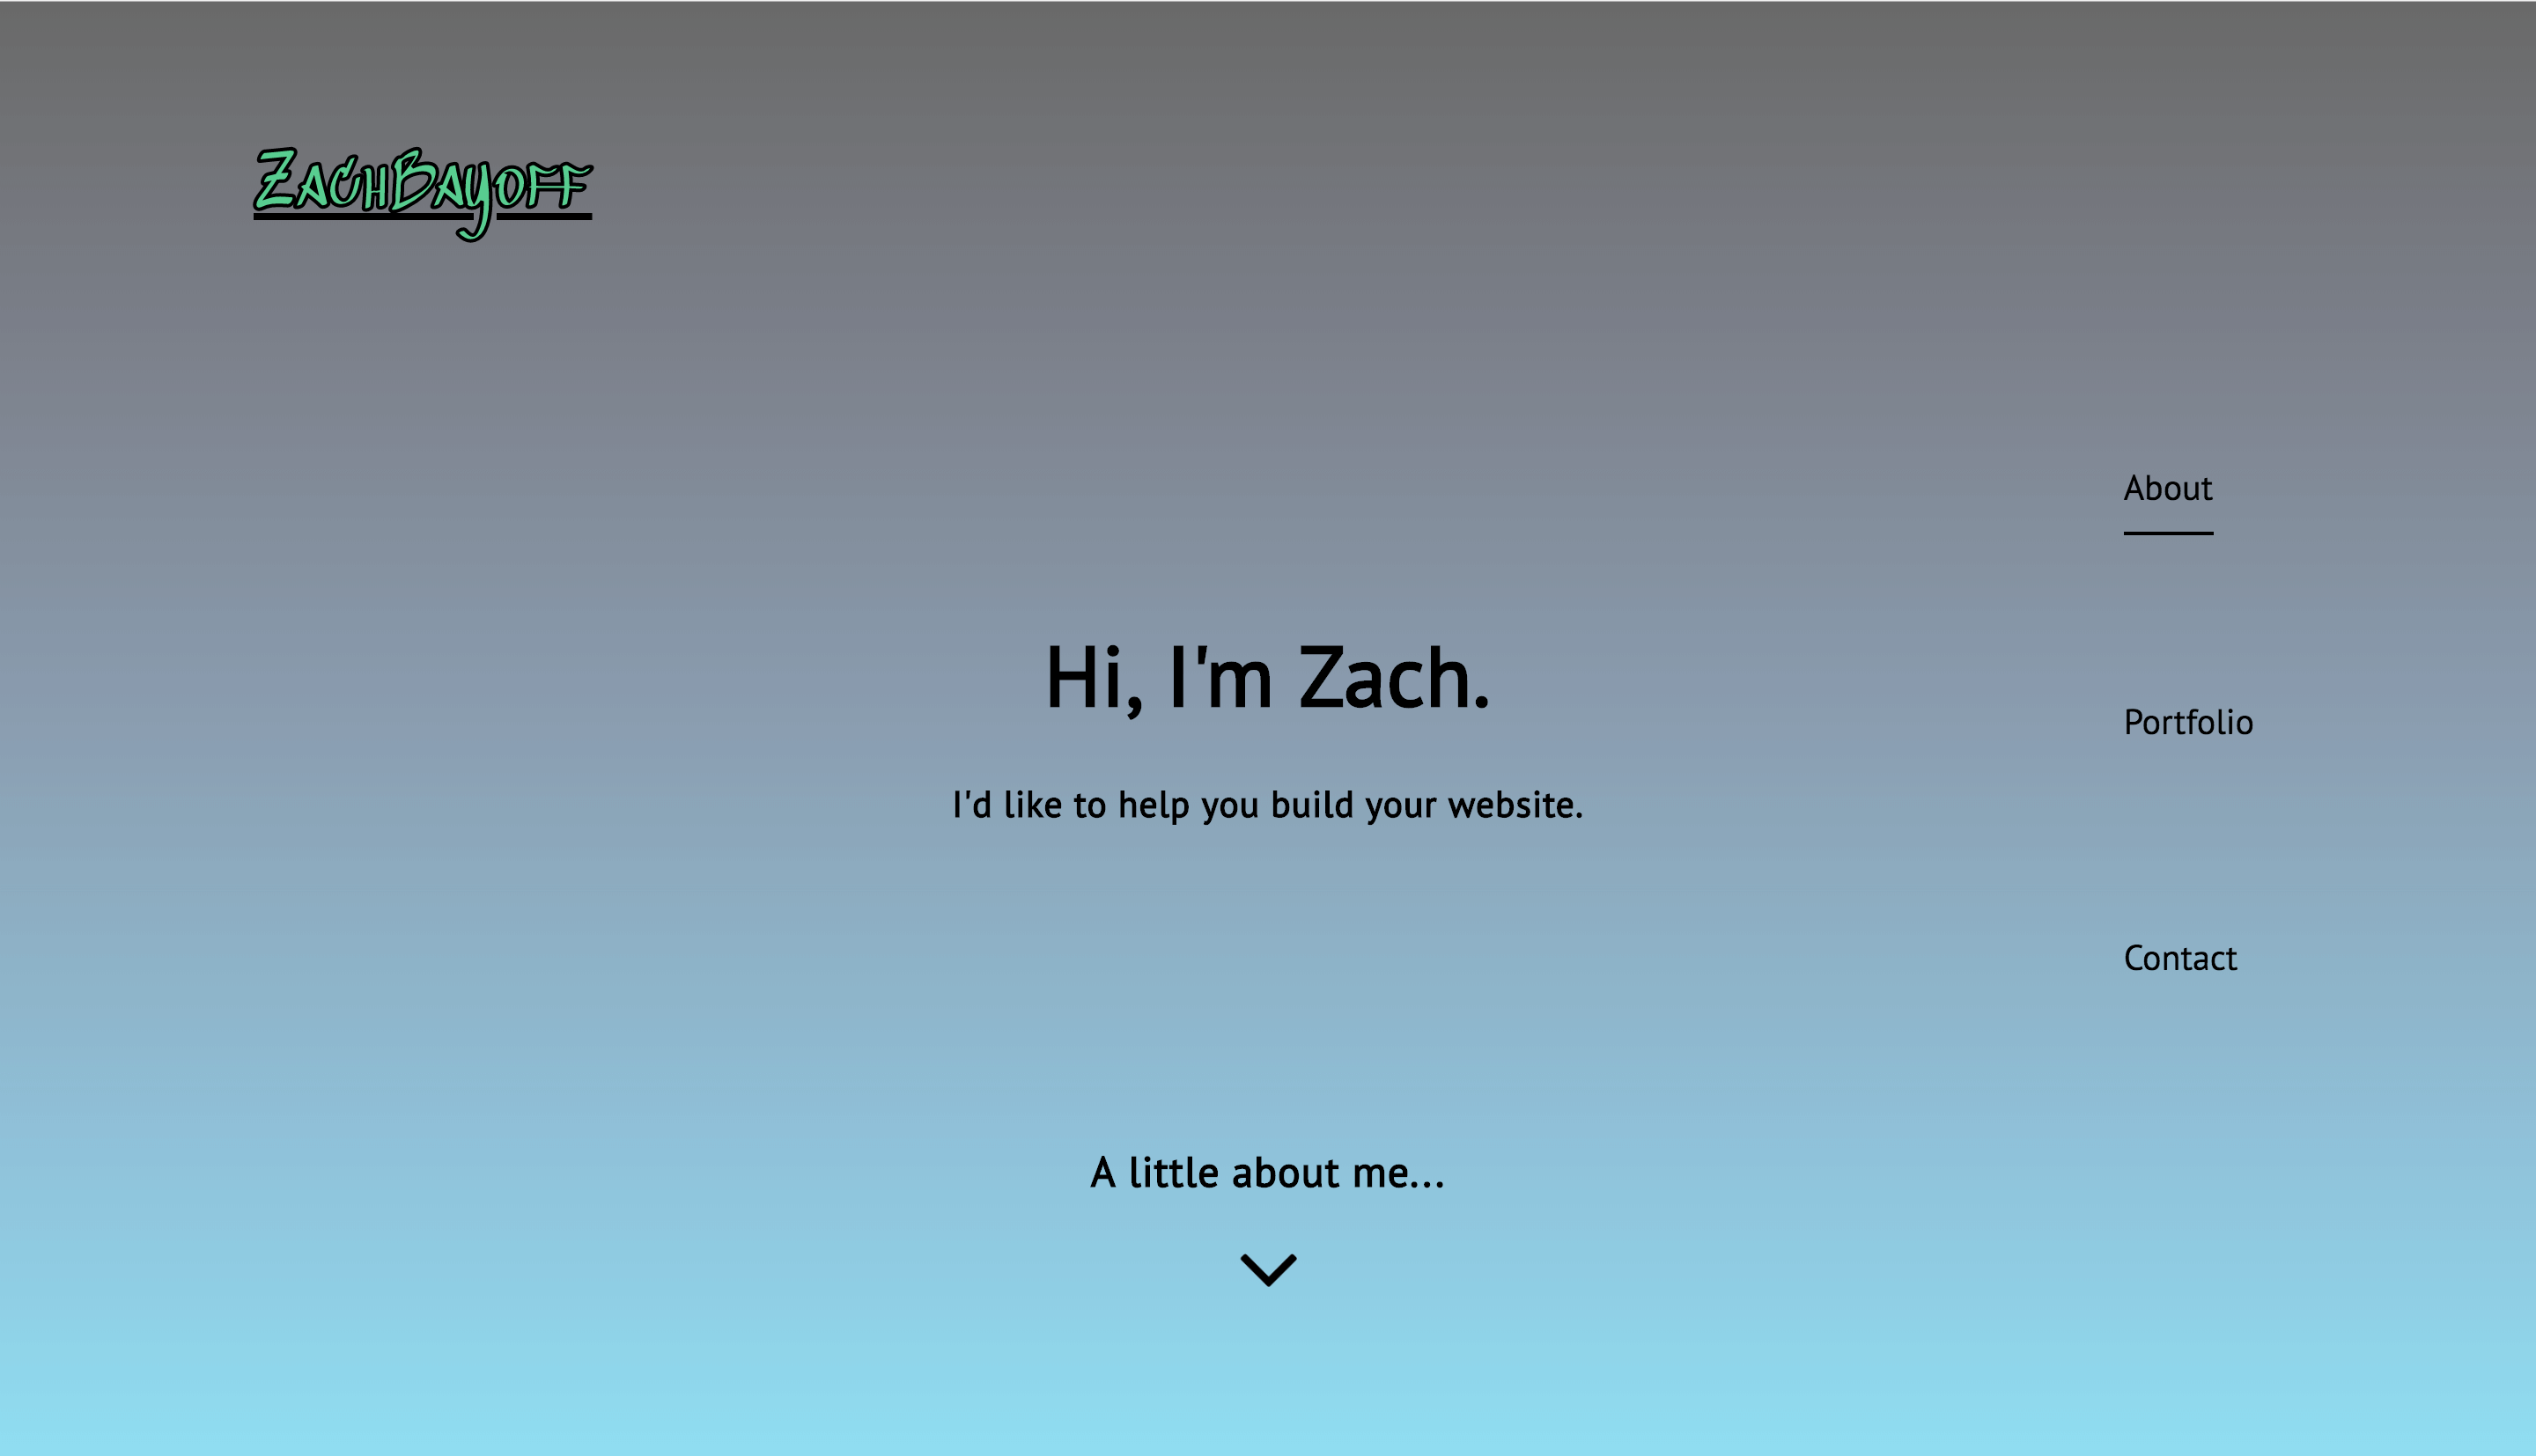 ZachBayoff
About
Hi, I'm Zach.
Portfolio
I'd like to help you build your website.
Contact
A little about me...